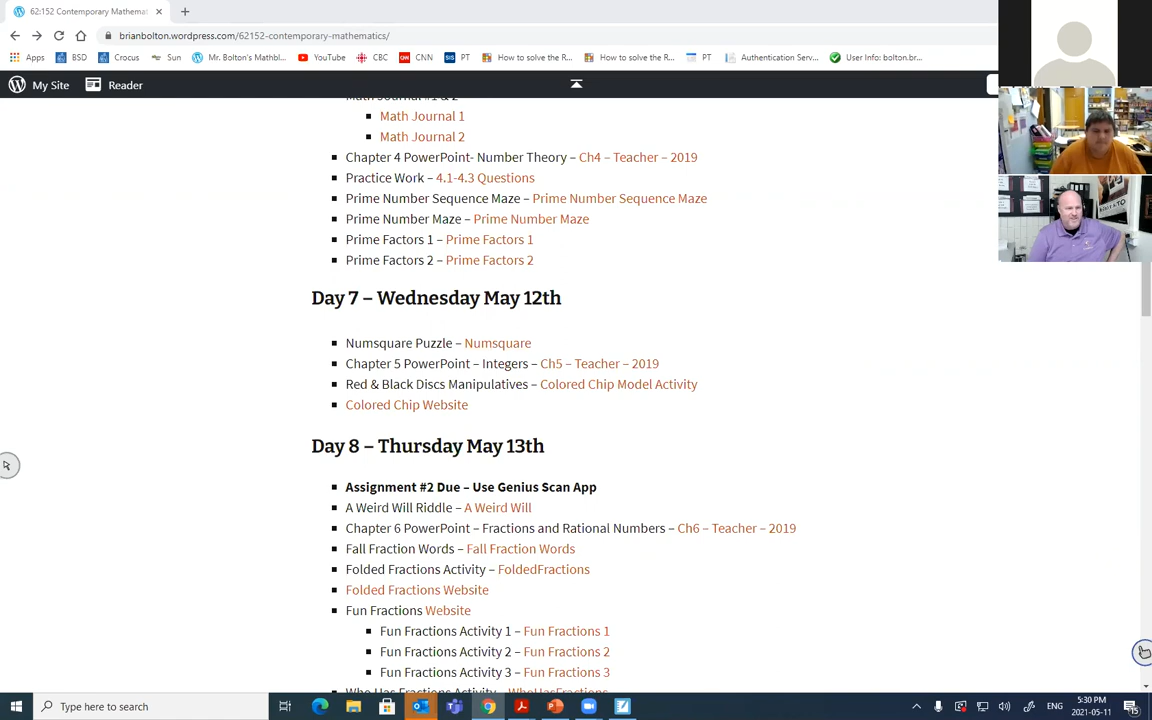 62:152 Contemporary Mathemat
brianbolton.wordpress.com/62152-contemporary-mathematics/
Apps BSD Crocus Sun Mr. Bolton's Mathbl... YouTube CBC CNN PT How to solve the R... How to solve the R... PT Authentication Serv... User Info: bolton.br...
My Site Reader
Math Journal 1
Math Journal 2
Chapter 4 PowerPoint- Number Theory – Ch4 – Teacher – 2019
Practice Work – 4.1-4.3 Questions
Prime Number Sequence Maze – Prime Number Sequence Maze
Prime Number Maze – Prime Number Maze
Prime Factors 1 – Prime Factors 1
Prime Factors 2 – Prime Factors 2
Day 7 – Wednesday May 12th
Numsquare Puzzle – Numsquare
Chapter 5 PowerPoint – Integers – Ch5 – Teacher – 2019
Red & Black Discs Manipulatives – Colored Chip Model Activity
Colored Chip Website
Day 8 – Thursday May 13th
Assignment #2 Due – Use Genius Scan App
A Weird Will Riddle – A Weird Will
Chapter 6 PowerPoint – Fractions and Rational Numbers – Ch6 – Teacher – 2019
Fall Fraction Words – Fall Fraction Words
Folded Fractions Activity – FoldedFractions
Folded Fractions Website
Fun Fractions Website
Fun Fractions Activity 1 – Fun Fractions 1
Fun Fractions Activity 2 – Fun Fractions 2
Fun Fractions Activity 3 – Fun Fractions 3
Who Has Fractions Activity – WhoHasFractions
Type here to search
ENG
5:30 PM
2021-05-11